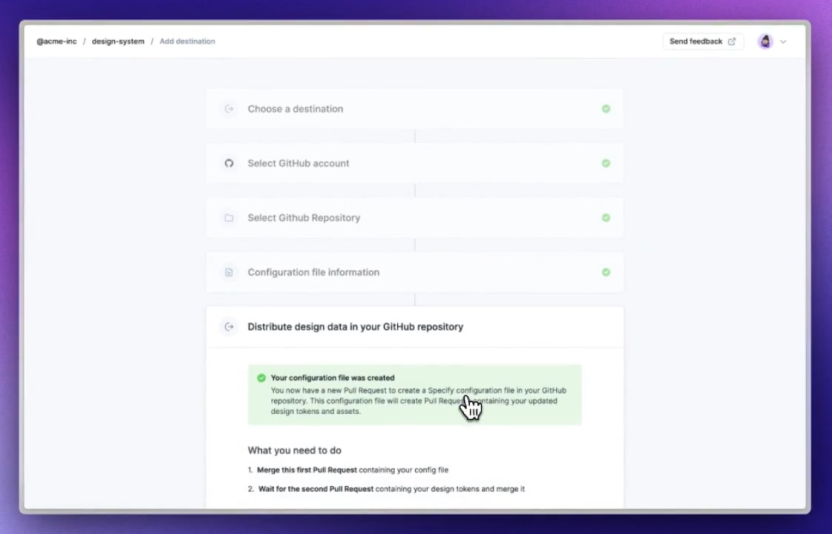 @acme-inc / design-system / Add destination
Send feedback
Choose a destination
Select GitHub account
Select Github Repository
Configuration file information
Distribute design data in your GitHub repository
Your configuration file was created
You now have a new Pull Request to create a Specify configuration file in your GitHub
repository. This configuration file will create Pull containing your updated
design tokens and assets.
What you need to do
1. Merge this first Pull Request containing your config file
2. Wait for the second Pull Request containing your design tokens and merge it